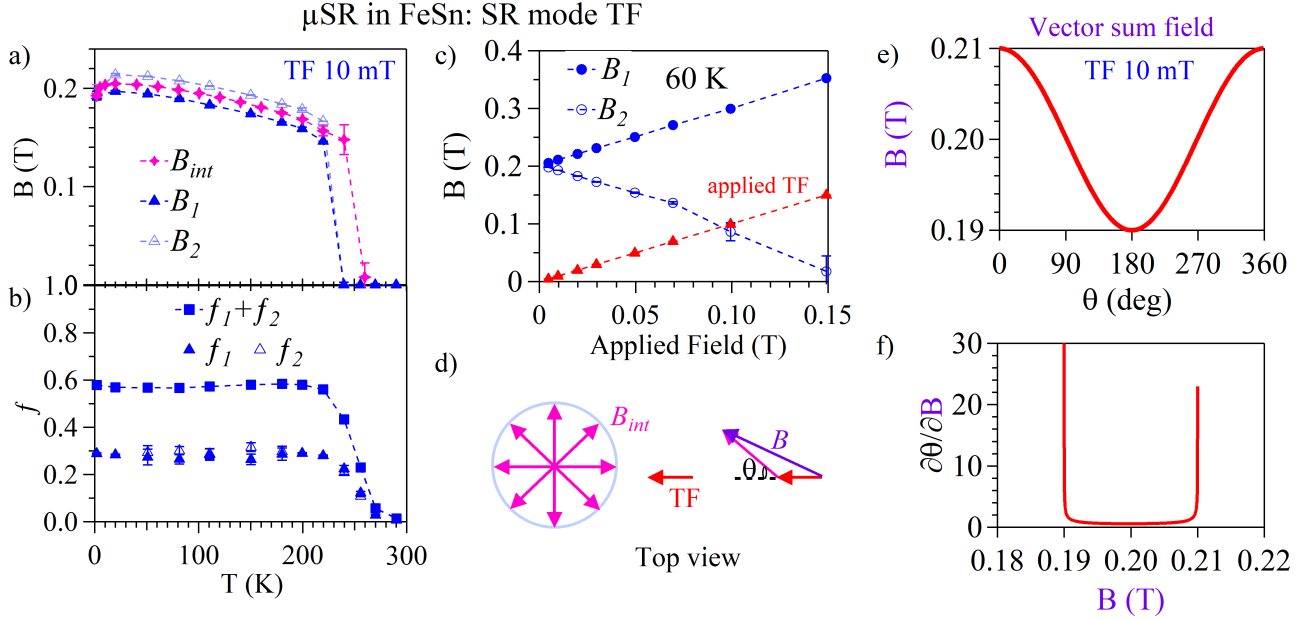 μSR in FeSn: SR mode TF
a)
TF 10 mT
0.2
0.1
B (T)
B_int
B_1
B_2
b)
1.0
0.8
0.6
0.4
0.2
0.0
f
f_1+f_2
f_1 f_2
0 100 200 300
T (K)
c)
0.4
0.3
0.2
0.1
0
B (T)
B_1
B_2
60 K
applied TF
0 0.05 0.10 0.15
Applied Field (T)
d)
B_int
TF
θ
B
Top view
e)
Vector sum field
TF 10 mT
0.21
0.20
0.19
B (T)
0 90 180 270 360
θ (deg)
f)
30
20
10
0
∂θ/∂B
0.18 0.19 0.20 0.21 0.22
B (T)